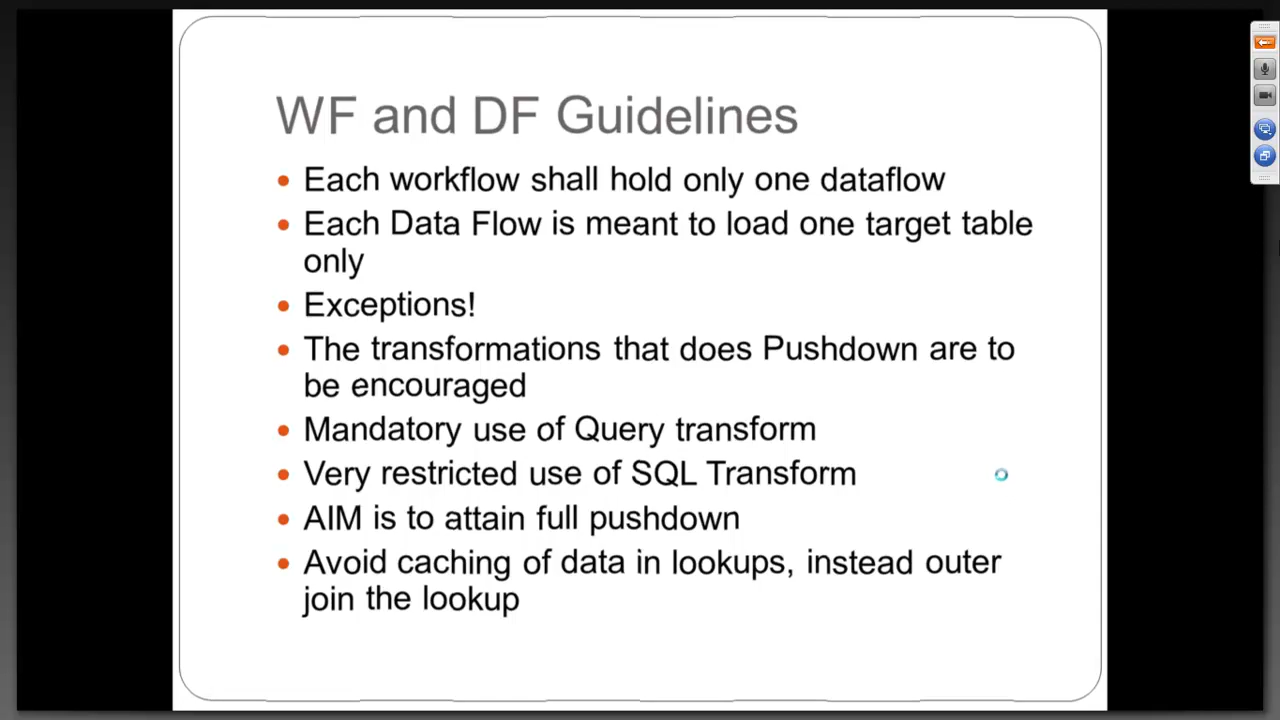 WF and DF Guidelines
• Each workflow shall hold only one dataflow
• Each Data Flow is meant to load one target table
only
• Exceptions!
• The transformations that does Pushdown are to
be encouraged
• Mandatory use of Query transform
• Very restricted use of SQL Transform
• AIM is to attain full pushdown
• Avoid caching of data in lookups, instead outer
join the lookup